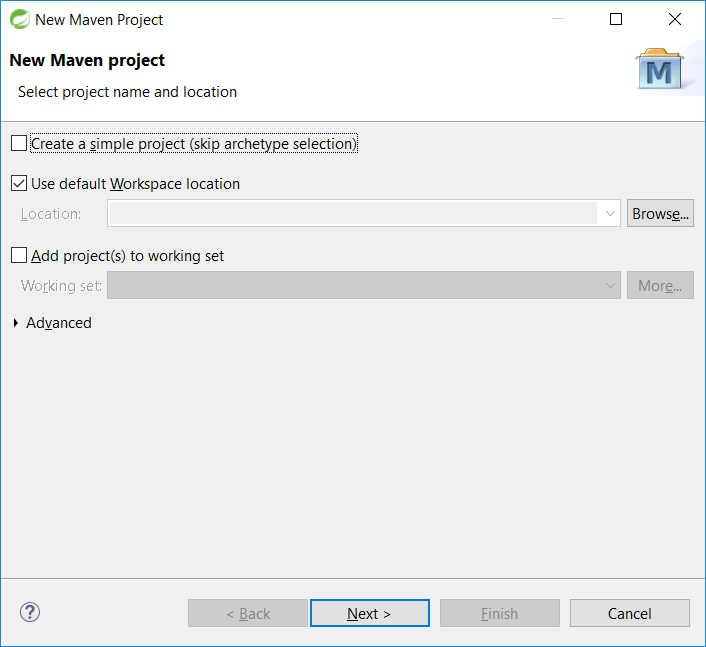 New Maven Project
New Maven project
Select project name and location
M
Create a simple project (skip archetype selection)
Use default Workspace location
Location:
Browse...
Add project(s) to working set
Working set:
More...
Advanced
?
< Back
Next >
Finish
Cancel